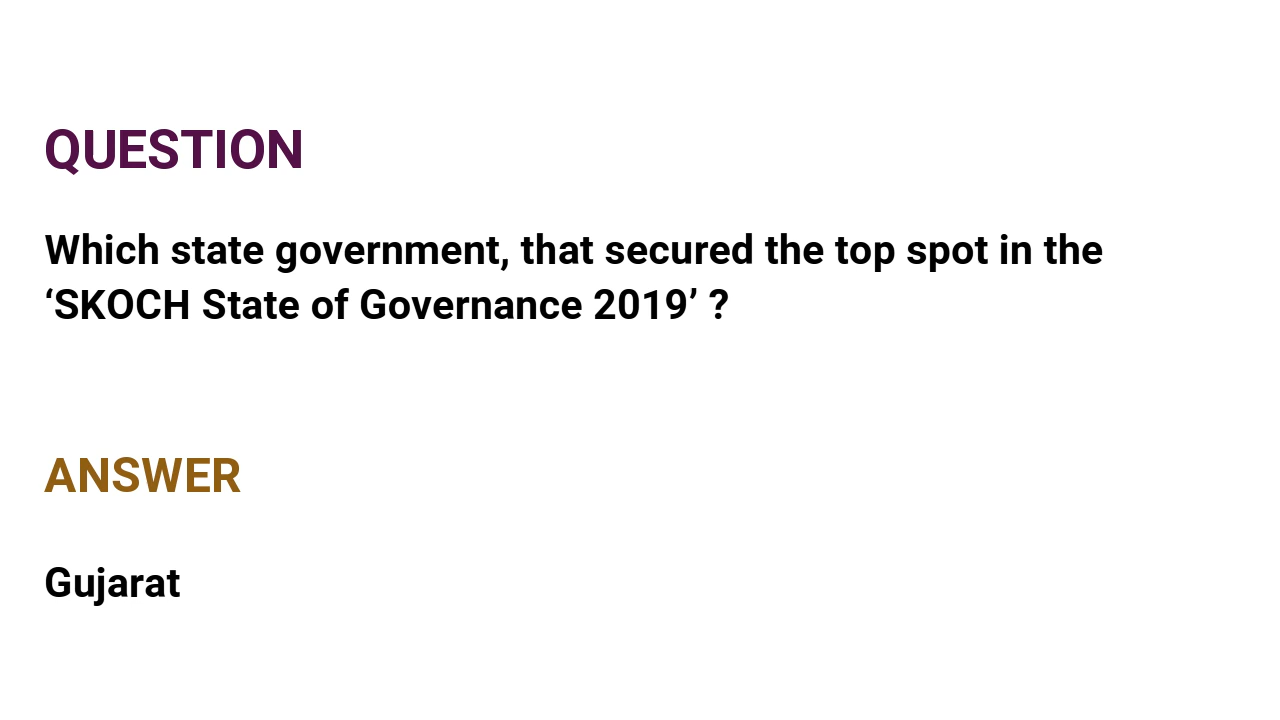 QUESTION
Which state government, that secured the top spot in the
‘SKOCH State of Governance 2019’ ?
ANSWER
Gujarat